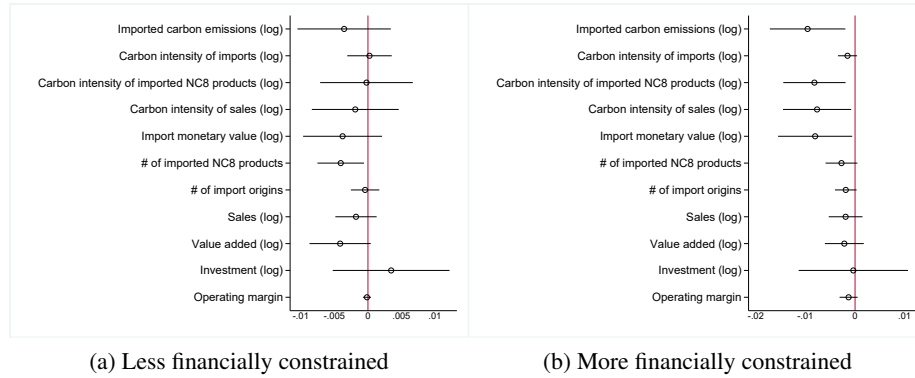 Imported carbon emissions (log)
Carbon intensity of imports (log)
Carbon intensity of imported NC8 products (log)
Carbon intensity of sales (log)
Import monetary value (log)
# of imported NC8 products
# of import origins
Sales (log)
Value added (log)
Investment (log)
Operating margin
-.01 -.005 0 .005 .01
(a) Less financially constrained
Imported carbon emissions (log)
Carbon intensity of imports (log)
Carbon intensity of imported NC8 products (log)
Carbon intensity of sales (log)
Import monetary value (log)
# of imported NC8 products
# of import origins
Sales (log)
Value added (log)
Investment (log)
Operating margin
-.02 -.01 0 .01
(b) More financially constrained